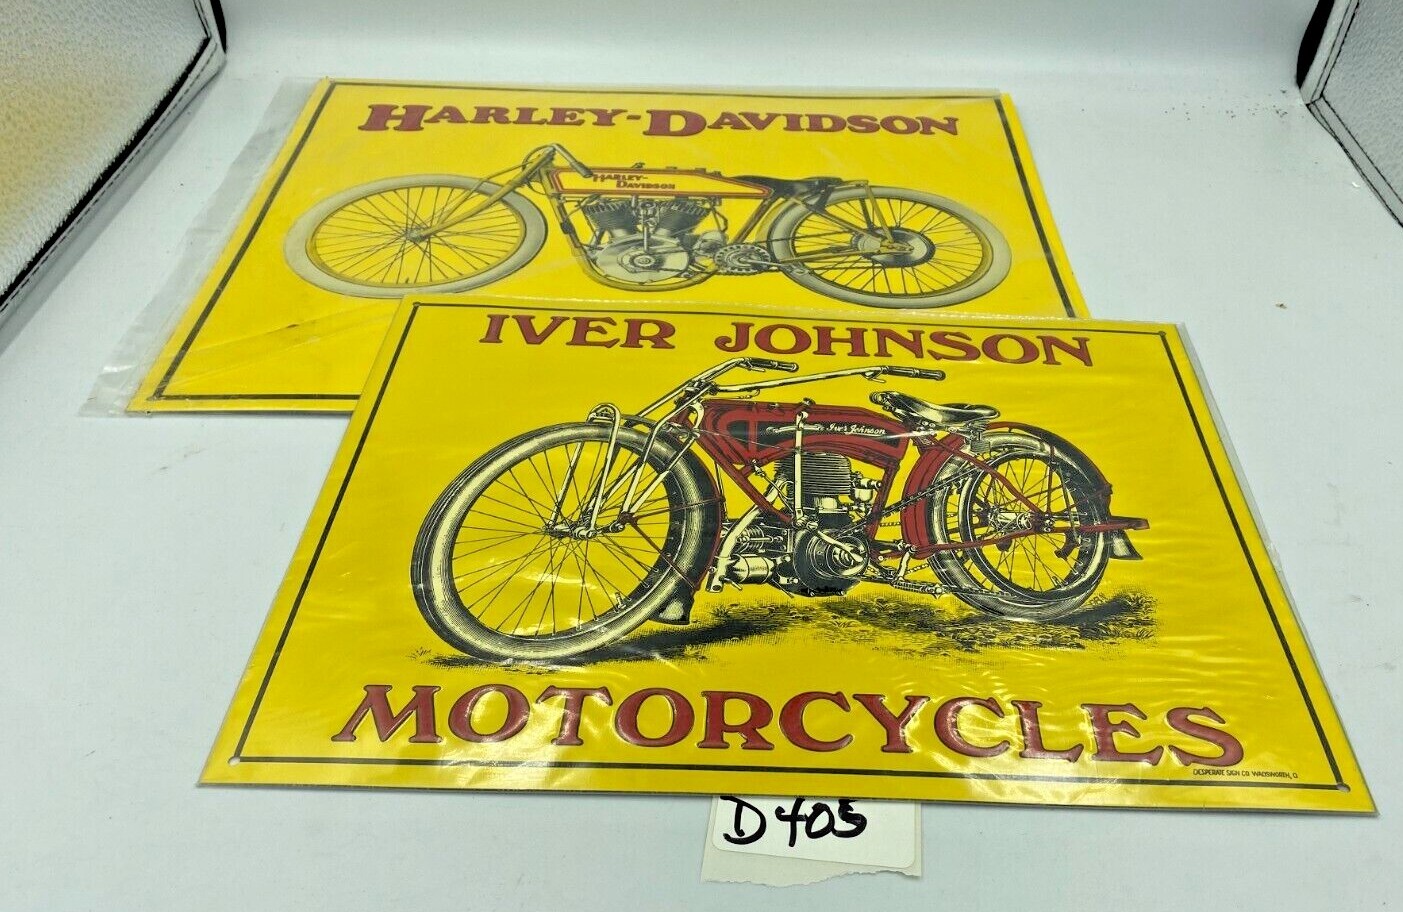 HARLEY-DAVIDSON
HARLEY-
DAVIDSON
IVER JOHNSON
Iver Johnson
MOTORCYCLES
DESPERATE SIGN CO. WADSWORTH, O.
D405